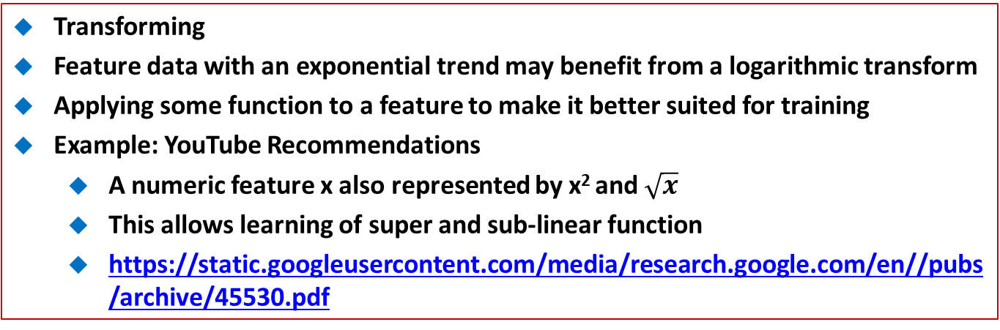 Transforming
Feature data with an exponential trend may benefit from a logarithmic transform
Applying some function to a feature to make it better suited for training
Example: YouTube Recommendations
A numeric feature x also represented by x² and √x
This allows learning of super and sub-linear function
https://static.googleusercontent.com/media/research.google.com/en//pubs
/archive/45530.pdf